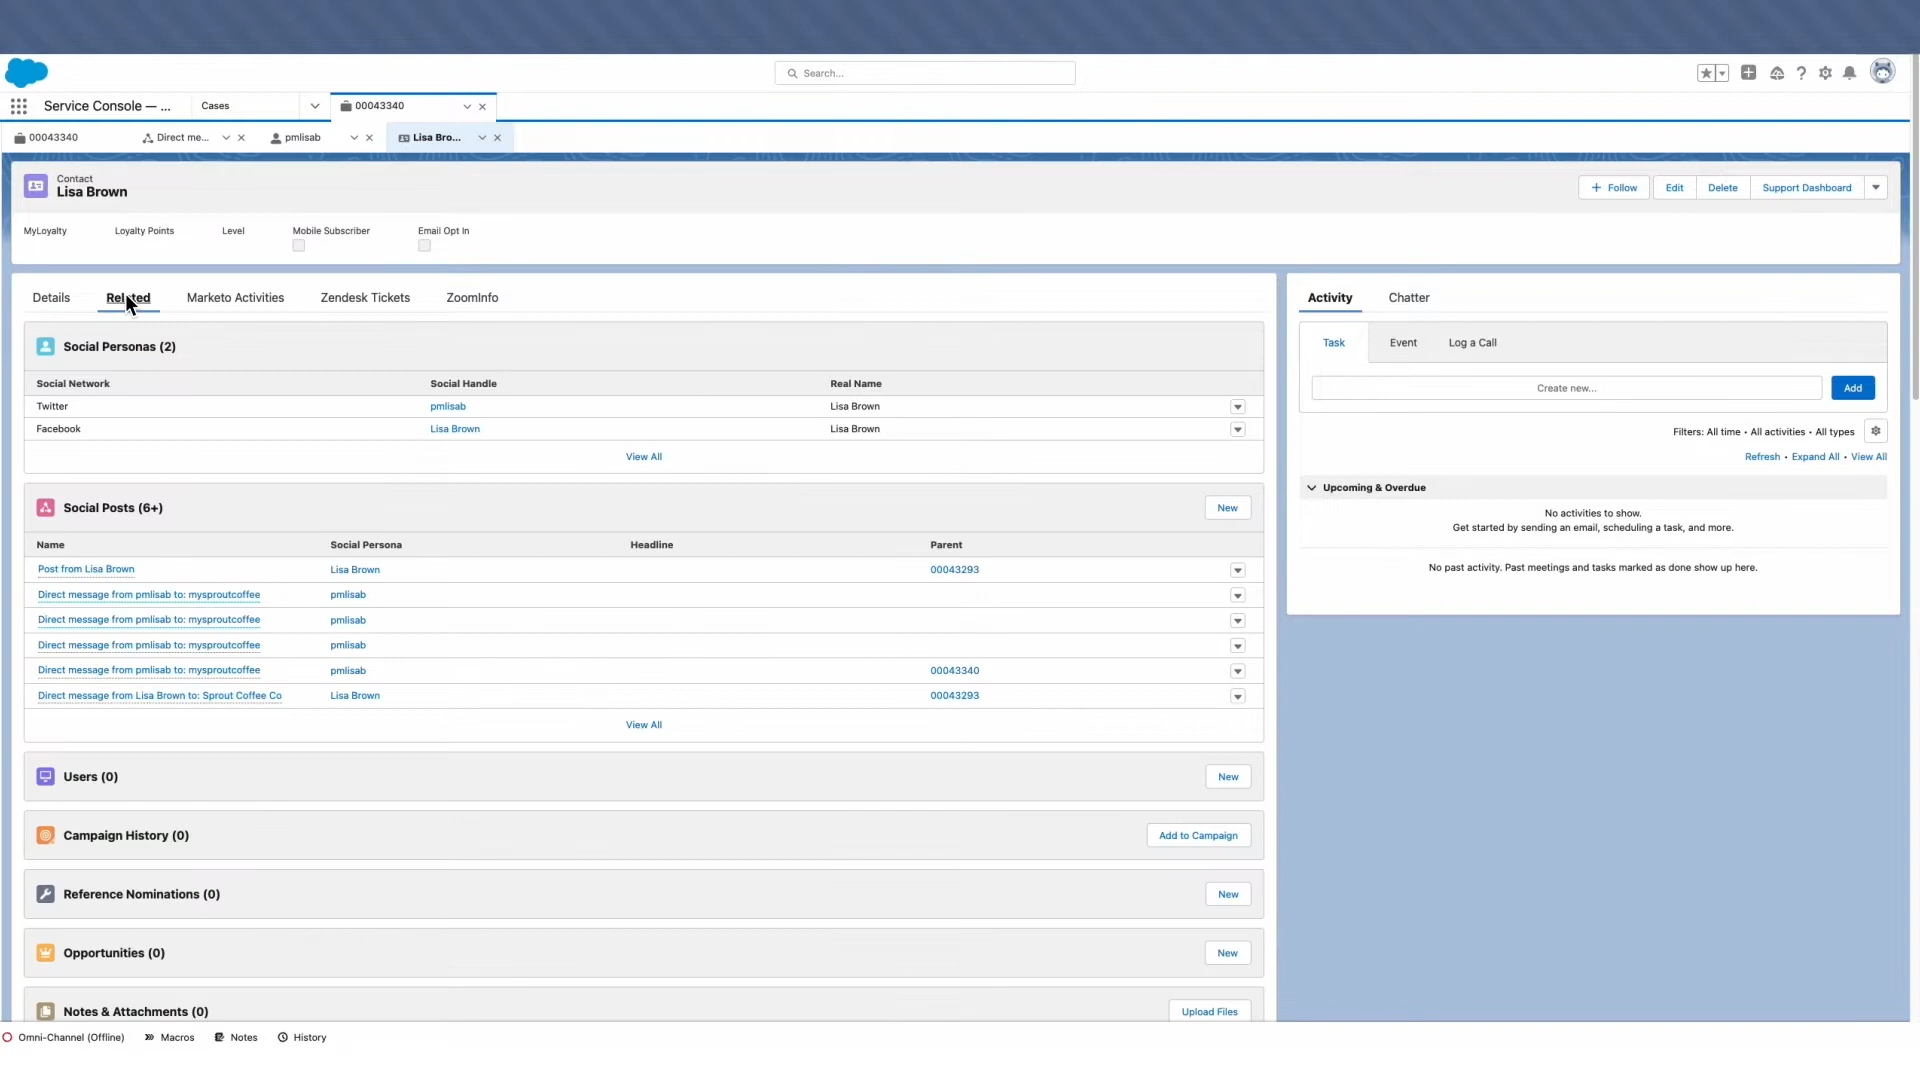 Search...
Service Console — ...
Cases
00043340
00043340
Direct me...
pmlisab
Lisa Bro...
Contact
Lisa Brown
Follow
Edit
Delete
Support Dashboard
MyLoyalty
Loyalty Points
Level
Mobile Subscriber
Email Opt In
Details
Related
Marketo Activities
Zendesk Tickets
ZoomInfo
Social Personas (2)
Social Network Social Handle Real Name
Twitter pmlisab Lisa Brown
Facebook Lisa Brown Lisa Brown
View All
Social Posts (6+)
New
Name Social Persona Headline Parent
Post from Lisa Brown Lisa Brown 00043293
Direct message from pmlisab to: mysproutcoffee pmlisab
Direct message from pmlisab to: mysproutcoffee pmlisab
Direct message from pmlisab to: mysproutcoffee pmlisab
Direct message from pmlisab to: mysproutcoffee pmlisab 00043340
Direct message from Lisa Brown to: Sprout Coffee Co Lisa Brown 00043293
View All
Users (0)
New
Campaign History (0)
Add to Campaign
Reference Nominations (0)
New
Opportunities (0)
New
Notes & Attachments (0)
Upload Files
Activity
Chatter
Task
Event
Log a Call
Create new...
Add
Filters: All time • All activities • All types
Refresh • Expand All • View All
Upcoming & Overdue
No activities to show.
Get started by sending an email, scheduling a task, and more.
No past activity. Past meetings and tasks marked as done show up here.
Omni-Channel (Offline)
Macros
Notes
History